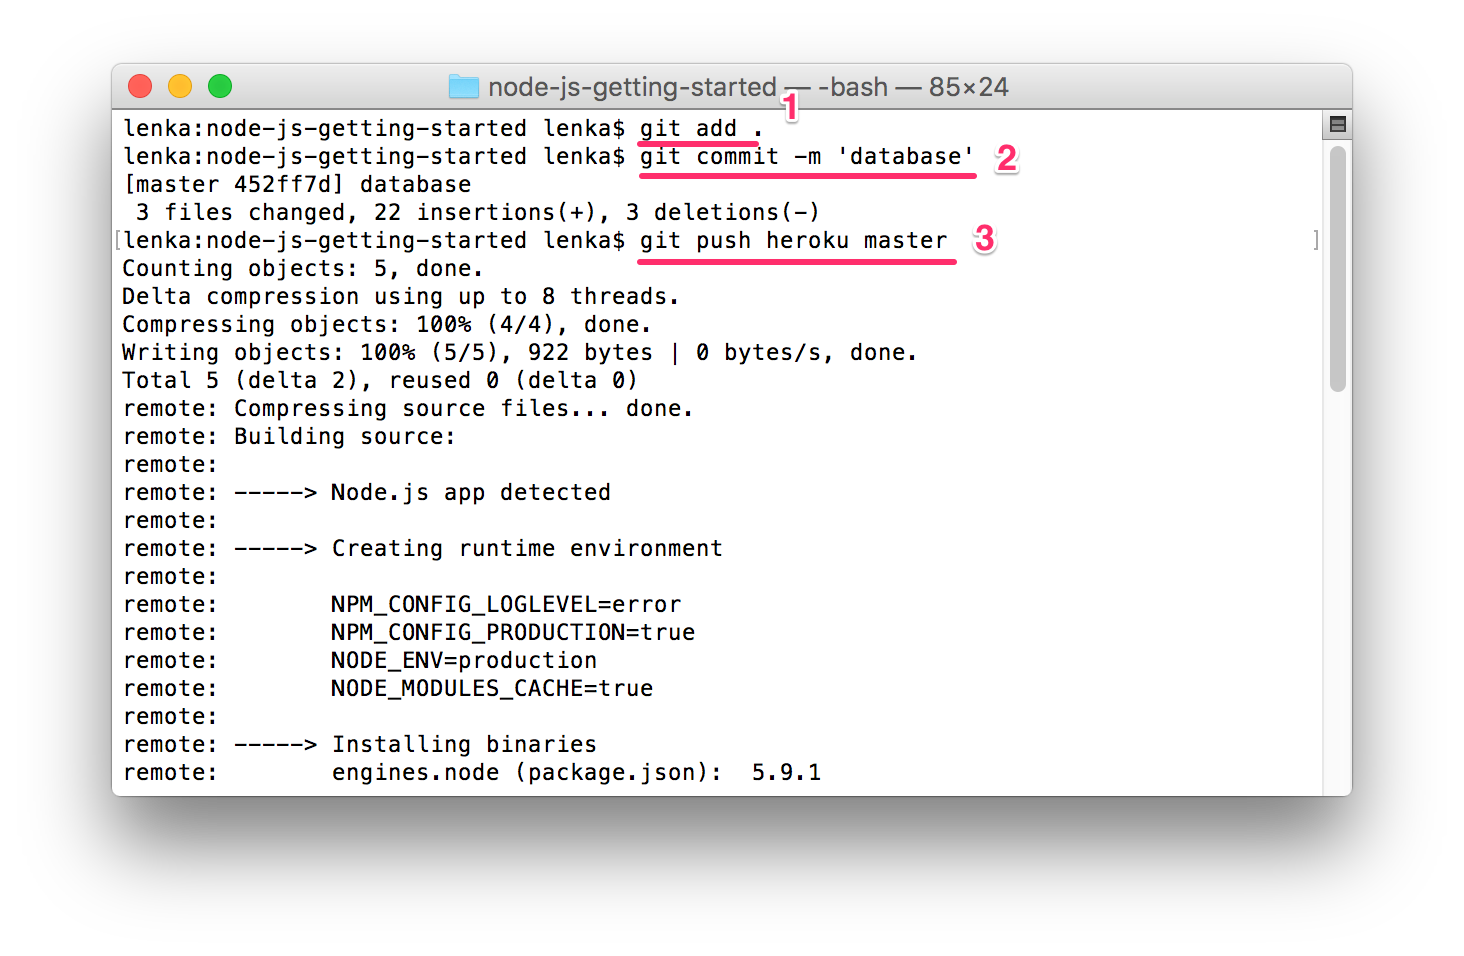 node-js-getting-started — -bash — 85×24
1
lenka:node-js-getting-started lenka$ git add .
lenka:node-js-getting-started lenka$ git commit -m 'database' 2
[master 452ff7d] database
 3 files changed, 22 insertions(+), 3 deletions(-)
[lenka:node-js-getting-started lenka$ git push heroku master 3 ]
Counting objects: 5, done.
Delta compression using up to 8 threads.
Compressing objects: 100% (4/4), done.
Writing objects: 100% (5/5), 922 bytes | 0 bytes/s, done.
Total 5 (delta 2), reused 0 (delta 0)
remote: Compressing source files... done.
remote: Building source:
remote:
remote: -----> Node.js app detected
remote:
remote: -----> Creating runtime environment
remote:
remote:        NPM_CONFIG_LOGLEVEL=error
remote:        NPM_CONFIG_PRODUCTION=true
remote:        NODE_ENV=production
remote:        NODE_MODULES_CACHE=true
remote:
remote: -----> Installing binaries
remote:        engines.node (package.json):  5.9.1